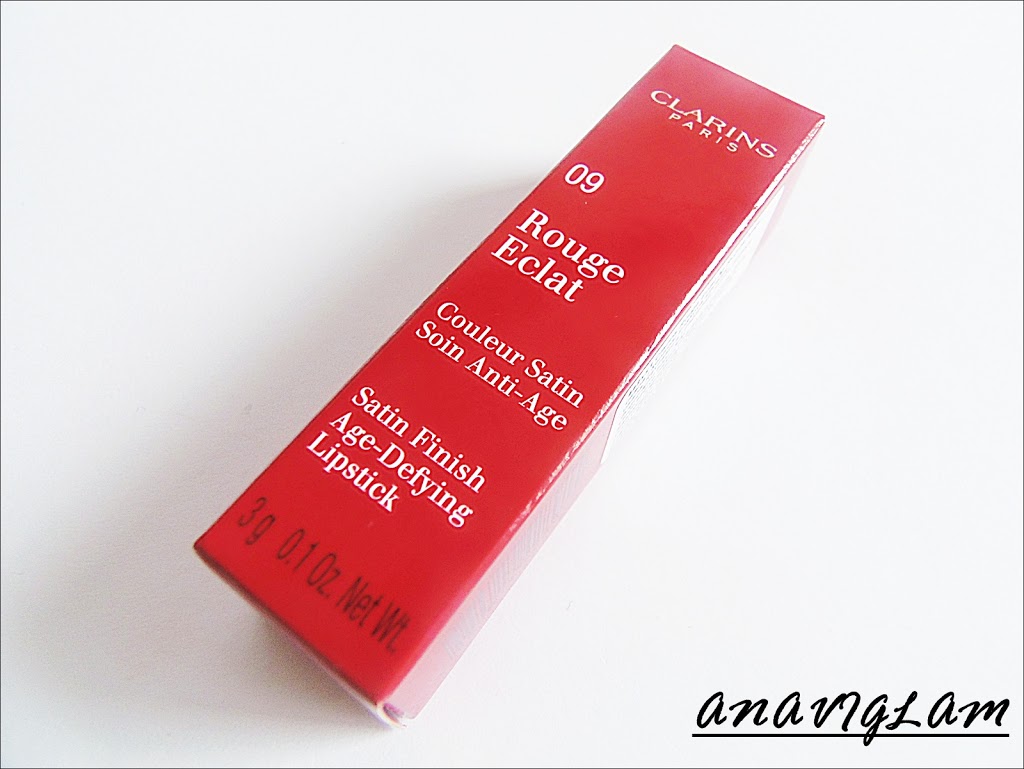 CLARINS
PARIS
09
Rouge
Eclat
Couleur Satin
Soin Anti-Age
Satin Finish
Age-Defying
Lipstick
3 g 0.1 Oz. Net Wt.
ANAVIGLAM